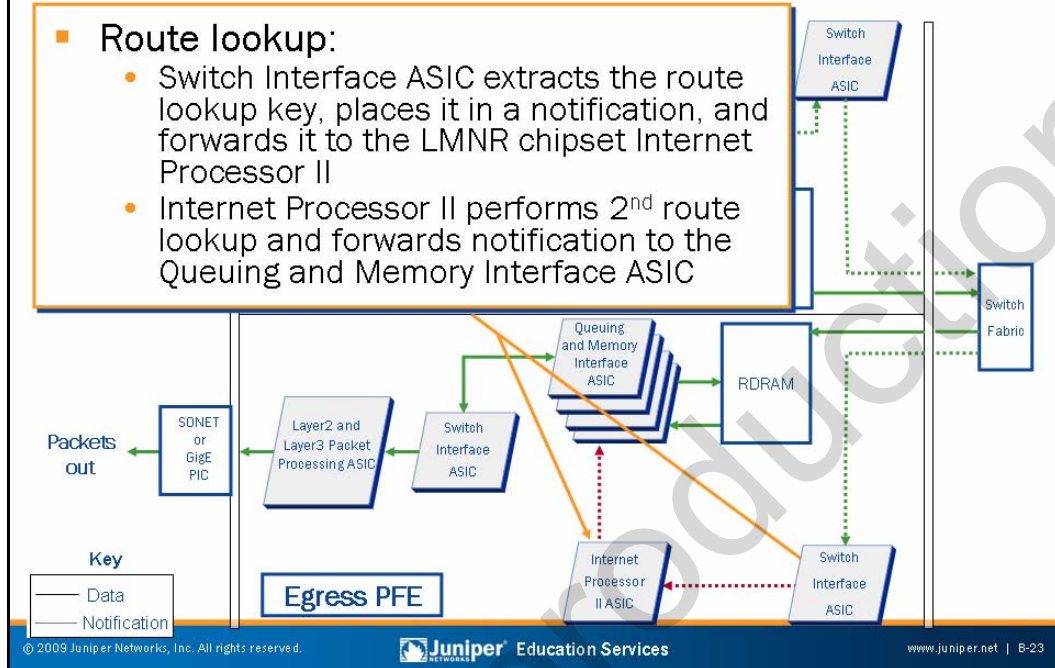 Route lookup:
Switch Interface ASIC extracts the route
lookup key, places it in a notification, and
forwards it to the LMNR chipset Internet
Processor II
Internet Processor II performs 2nd route
lookup and forwards notification to the
Queuing and Memory Interface ASIC
Switch
Interface
ASIC
Switch
Fabric
Queuing
and Memory
Interface
ASIC
RDRAM
Packets
out
SONET
or
GigE
PIC
Layer2 and
Layer3 Packet
Processing ASIC
Switch
Interface
ASIC
Internet
Processor
II ASIC
Switch
Interface
ASIC
Key
Data
Notification
Egress PFE
© 2009 Juniper Networks, Inc. All rights reserved.
Juniper NETWORKS Education Services
www.juniper.net | B-23
roduction